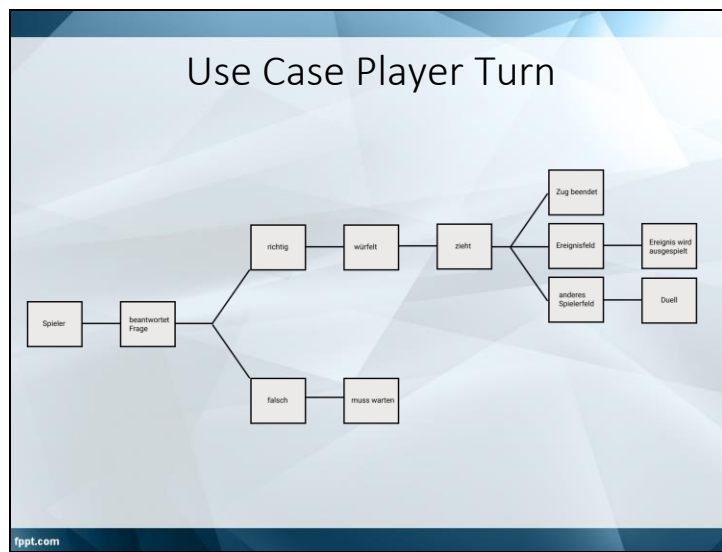 Use Case Player Turn
Zug beendet
richtig
würfelt
zieht
Ereignisfeld
Ereignis wird
ausgespielt
anderes
Spielerfeld
Duell
Spieler
beantwortet
Frage
falsch
muss warten
fppt.com